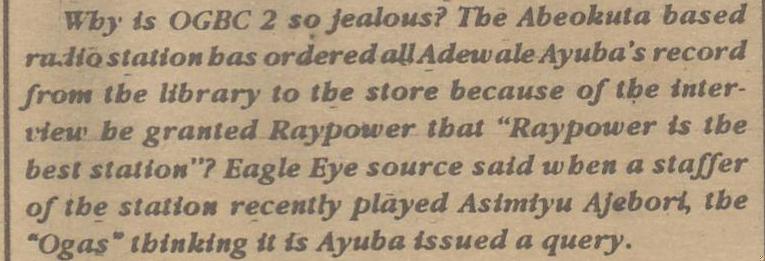 Why is OGBC 2 so jealous? The Abeokuta based
radio station has ordered all Adewale Ayuba's record
from the library to the store because of the inter-
view he granted Raypower that "Raypower is the
best station"? Eagle Eye source said when a staffer
of the station recently played Asimiyu Ajebori, the
"Ogas" thinking it is Ayuba issued a query.